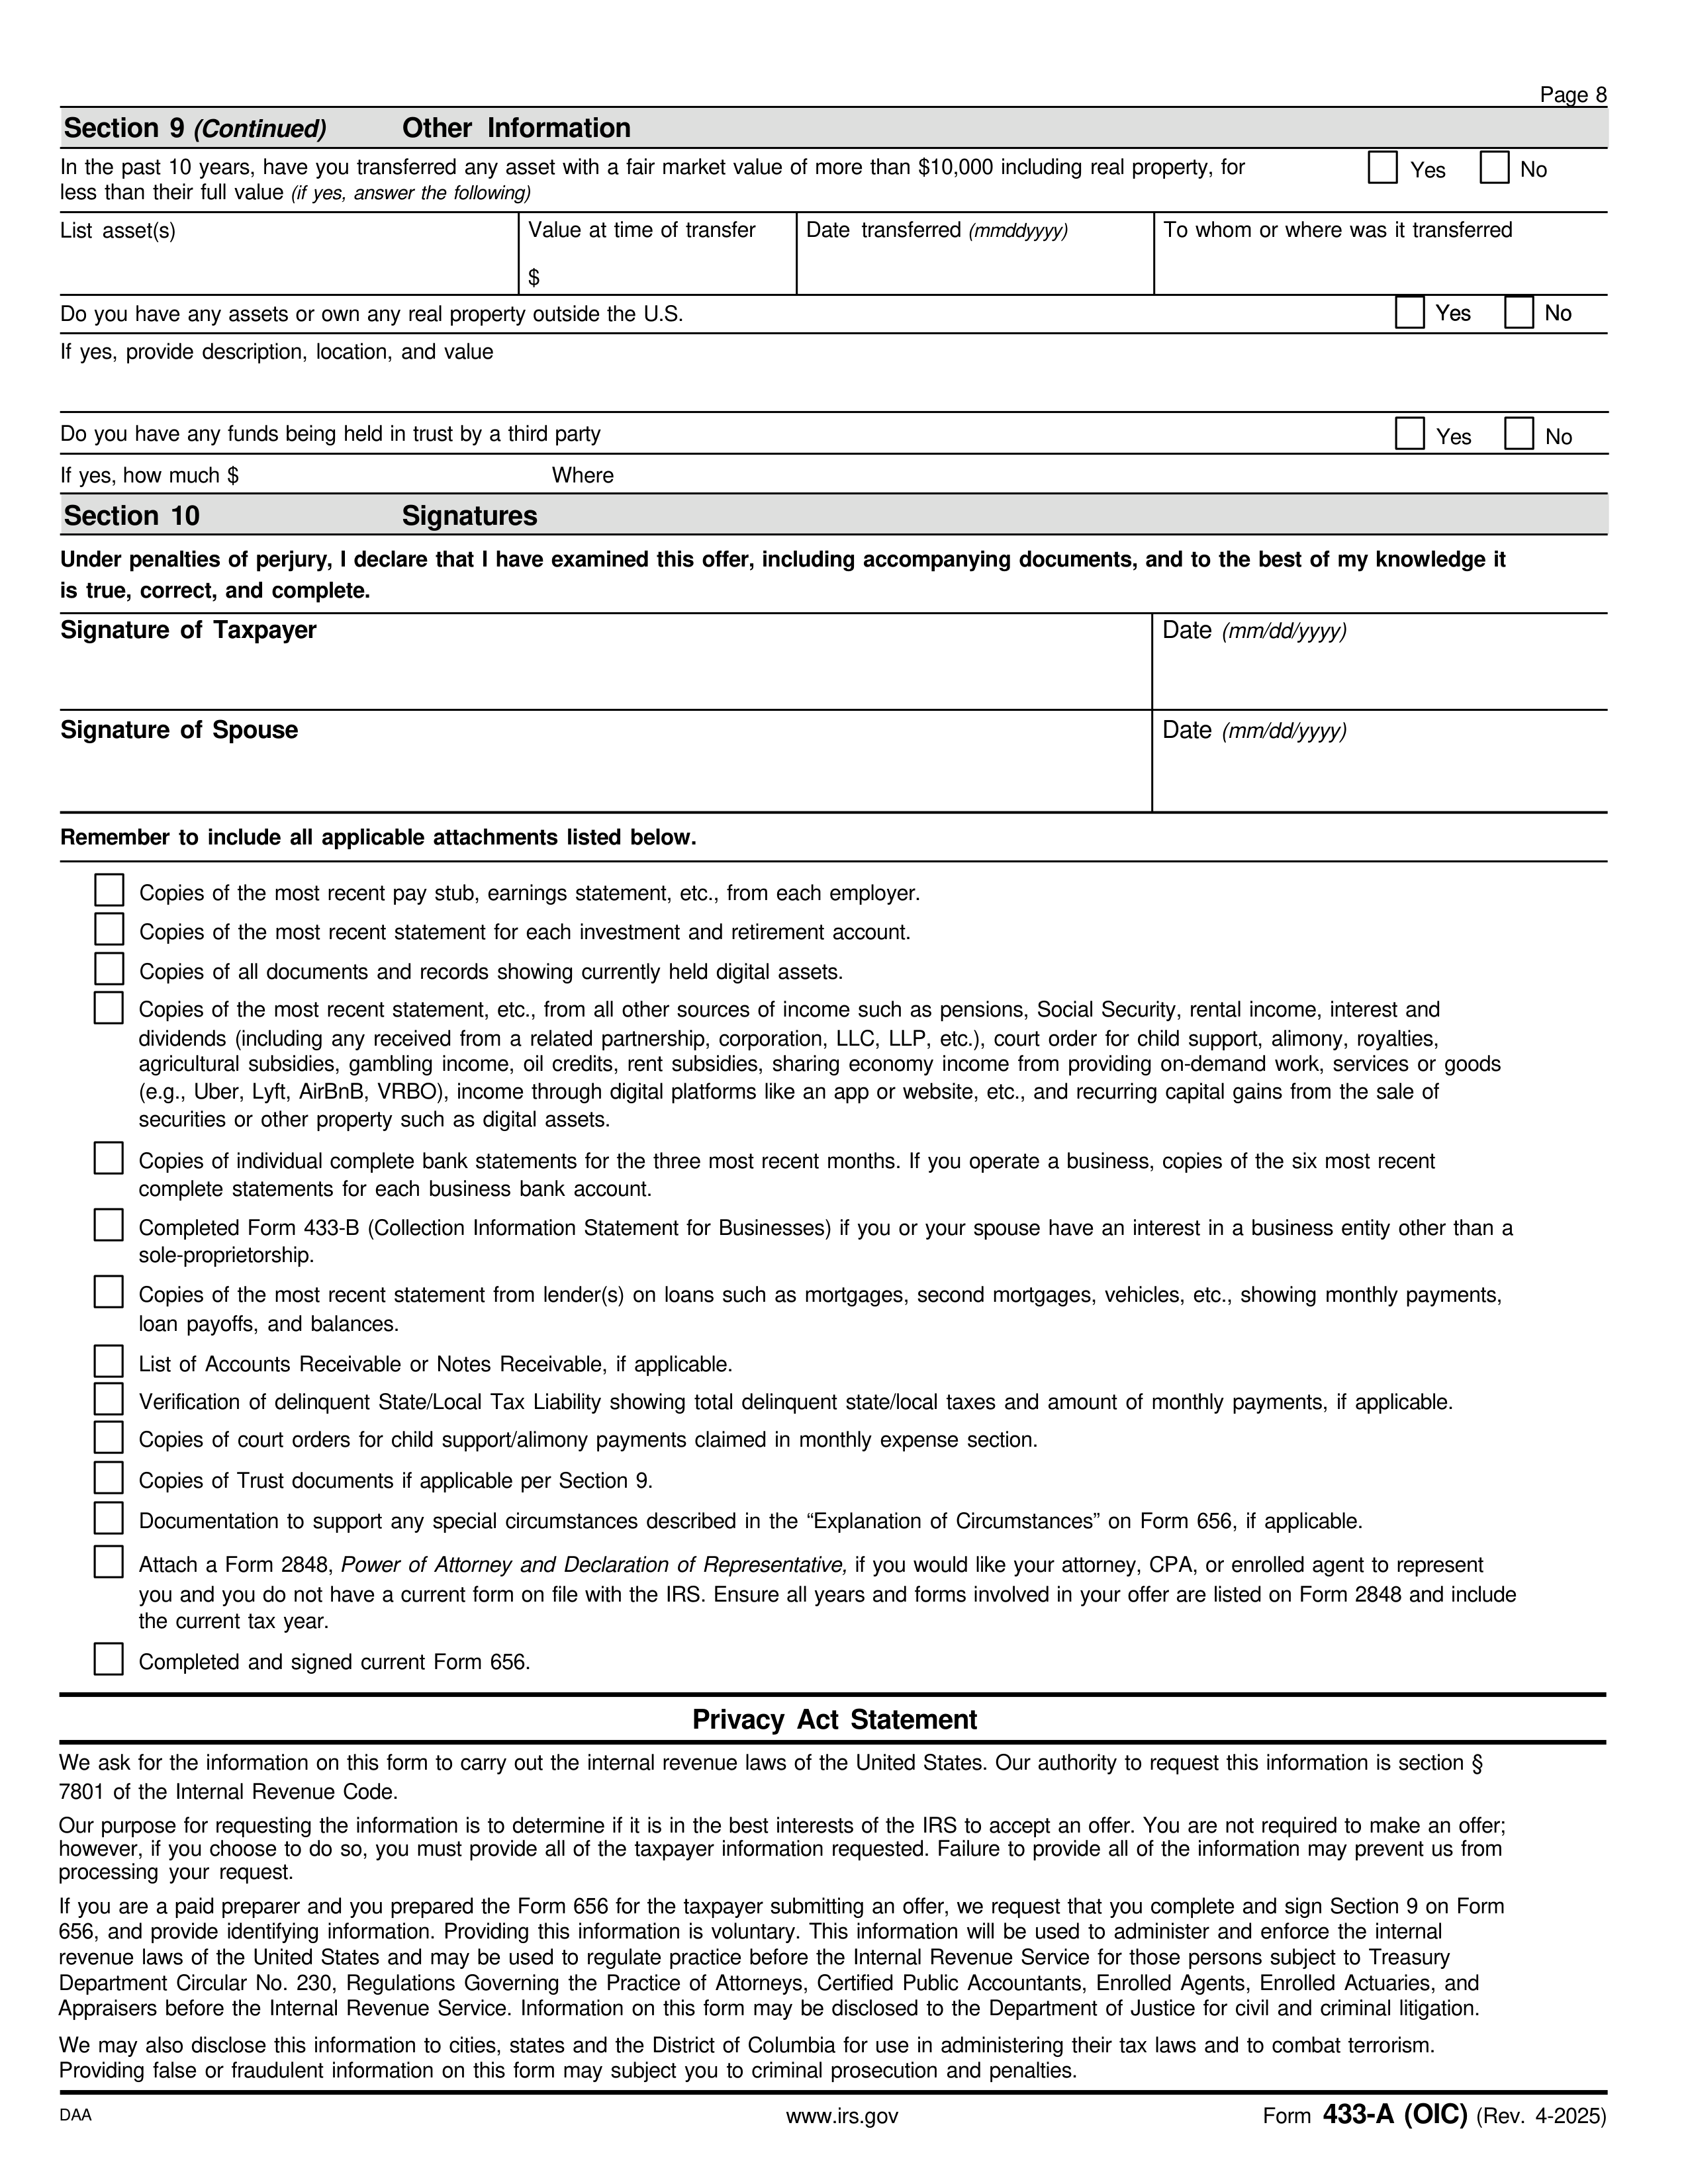 Page 8
Section 9 (Continued) Other Information
In the past 10 years, have you transferred any asset with a fair market value of more than $10,000 including real property, for
less than their full value (if yes, answer the following)
Yes No
List asset(s)
Value at time of transfer
$
Date transferred (mmddyyyy)
To whom or where was it transferred
Do you have any assets or own any real property outside the U.S. Yes No
If yes, provide description, location, and value
Do you have any funds being held in trust by a third party Yes No
If yes, how much $ Where
Section 10 Signatures
Under penalties of perjury, I declare that I have examined this offer, including accompanying documents, and to the best of my knowledge it
is true, correct, and complete.
Signature of Taxpayer Date (mm/dd/yyyy)
Signature of Spouse Date (mm/dd/yyyy)
Remember to include all applicable attachments listed below.
Copies of the most recent pay stub, earnings statement, etc., from each employer.
Copies of the most recent statement for each investment and retirement account.
Copies of all documents and records showing currently held digital assets.
Copies of the most recent statement, etc., from all other sources of income such as pensions, Social Security, rental income, interest and
dividends (including any received from a related partnership, corporation, LLC, LLP, etc.), court order for child support, alimony, royalties,
agricultural subsidies, gambling income, oil credits, rent subsidies, sharing economy income from providing on-demand work, services or goods
(e.g., Uber, Lyft, AirBnB, VRBO), income through digital platforms like an app or website, etc., and recurring capital gains from the sale of
securities or other property such as digital assets.
Copies of individual complete bank statements for the three most recent months. If you operate a business, copies of the six most recent
complete statements for each business bank account.
Completed Form 433-B (Collection Information Statement for Businesses) if you or your spouse have an interest in a business entity other than a
sole-proprietorship.
Copies of the most recent statement from lender(s) on loans such as mortgages, second mortgages, vehicles, etc., showing monthly payments,
loan payoffs, and balances.
List of Accounts Receivable or Notes Receivable, if applicable.
Verification of delinquent State/Local Tax Liability showing total delinquent state/local taxes and amount of monthly payments, if applicable.
Copies of court orders for child support/alimony payments claimed in monthly expense section.
Copies of Trust documents if applicable per Section 9.
Documentation to support any special circumstances described in the “Explanation of Circumstances” on Form 656, if applicable.
Attach a Form 2848, Power of Attorney and Declaration of Representative, if you would like your attorney, CPA, or enrolled agent to represent
you and you do not have a current form on file with the IRS. Ensure all years and forms involved in your offer are listed on Form 2848 and include
the current tax year.
Completed and signed current Form 656.
Privacy Act Statement
We ask for the information on this form to carry out the internal revenue laws of the United States. Our authority to request this information is section §
7801 of the Internal Revenue Code.
Our purpose for requesting the information is to determine if it is in the best interests of the IRS to accept an offer. You are not required to make an offer;
however, if you choose to do so, you must provide all of the taxpayer information requested. Failure to provide all of the information may prevent us from
processing your request.
If you are a paid preparer and you prepared the Form 656 for the taxpayer submitting an offer, we request that you complete and sign Section 9 on Form
656, and provide identifying information. Providing this information is voluntary. This information will be used to administer and enforce the internal
revenue laws of the United States and may be used to regulate practice before the Internal Revenue Service for those persons subject to Treasury
Department Circular No. 230, Regulations Governing the Practice of Attorneys, Certified Public Accountants, Enrolled Agents, Enrolled Actuaries, and
Appraisers before the Internal Revenue Service. Information on this form may be disclosed to the Department of Justice for civil and criminal litigation.
We may also disclose this information to cities, states and the District of Columbia for use in administering their tax laws and to combat terrorism.
Providing false or fraudulent information on this form may subject you to criminal prosecution and penalties.
DAA www.irs.gov Form 433-A (OIC) (Rev. 4-2025)